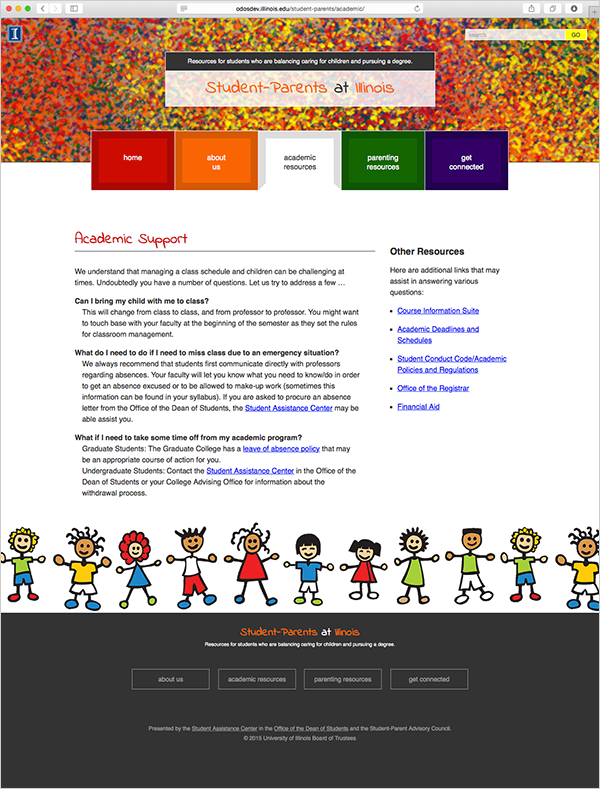 odosdev.illinois.edu/student-parents/academic/
I
search
GO
Resources for students who are balancing caring for children and pursuing a degree.
Student-Parents at Illinois
home
about
us
academic
resources
parenting
resources
get
connected
Academic Support
We understand that managing a class schedule and children can be challenging at
times. Undoubtedly you have a number of questions. Let us try to address a few ...
Can I bring my child with me to class?
This will change from class to class, and from professor to professor. You might want
to touch base with your faculty at the beginning of the semester as they set the rules
for classroom management.
What do I need to do if I need to miss class due to an emergency situation?
We always recommend that students first communicate directly with professors
regarding absences. Your faculty will let you know what you need to know/do in order
to get an absence excused or to be allowed to make-up work (sometimes this
information can be found in your syllabus). If you are asked to procure an absence
letter from the Office of the Dean of Students, the Student Assistance Center may be
able assist you.
What if I need to take some time off from my academic program?
Graduate Students: The Graduate College has a leave of absence policy that may
be an appropriate course of action for you.
Undergraduate Students: Contact the Student Assistance Center in the Office of the
Dean of Students or your College Advising Office for information about the
withdrawal process.
Other Resources
Here are additional links that may
assist in answering various
questions:
Course Information Suite
Academic Deadlines and
Schedules
Student Conduct Code/Academic
Policies and Regulations
Office of the Registrar
Financial Aid
Student-Parents at Illinois
Resources for students who are balancing caring for children and pursuing a degree.
about us
academic resources
parenting resources
get connected
Presented by the Student Assistance Center in the Office of the Dean of Students and the Student-Parent Advisory Council.
© 2015 University of Illinois Board of Trustees